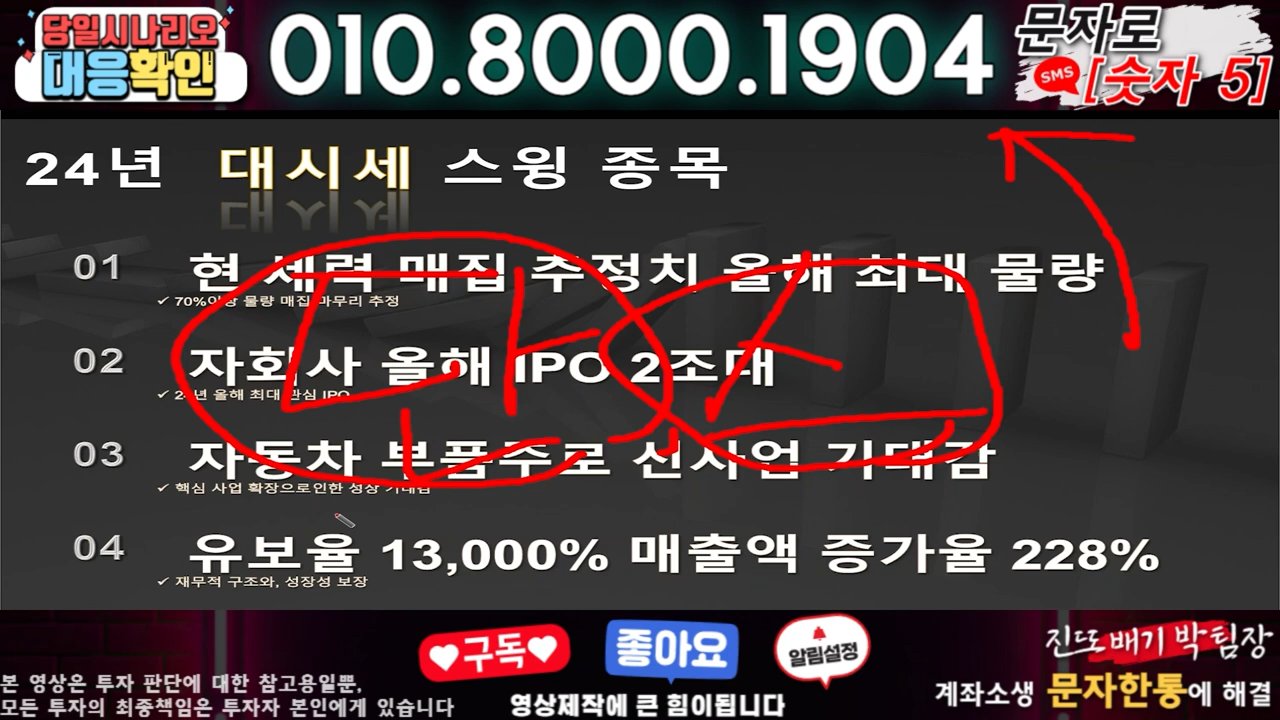 당일시나리오
대응확인
010.8000.1904
문자로
SMS [숫자 5]
24년 대시세 스윙 종목
01 현 세력 매집 추정치 올해 최대 물량
✓ 70%이상 물량 매집 마무리 추정
02 자회사 올해 IPO 2조대
✓ 24년 올해 최대 관심 IPO
03 자동차 부품주로 신사업 기대감
✓ 핵심 사업 확장으로인한 성장 기대감
04 유보율 13,000% 매출액 증가율 228%
✓ 재무적 구조와, 성장성 보장
구독
좋아요
알림설정
영상제작에 큰 힘이됩니다
본 영상은 투자 판단에 대한 참고용일뿐,
모든 투자의 최종책임은 투자자 본인에게 있습니다
진또배기 박팀장
계좌소생 문자한통에 해결